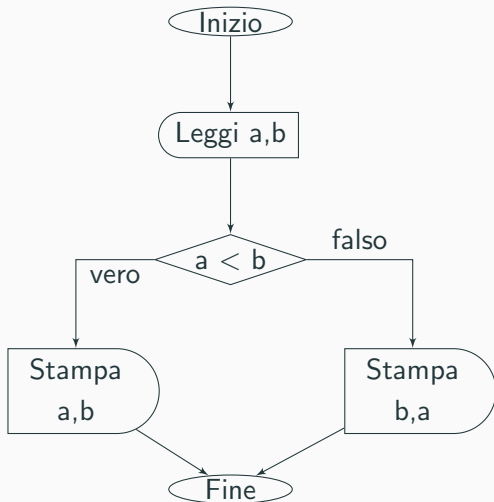 Inizio
Leggi a,b
a < b
vero
falso
Stampa
a,b
Stampa
b,a
Fine